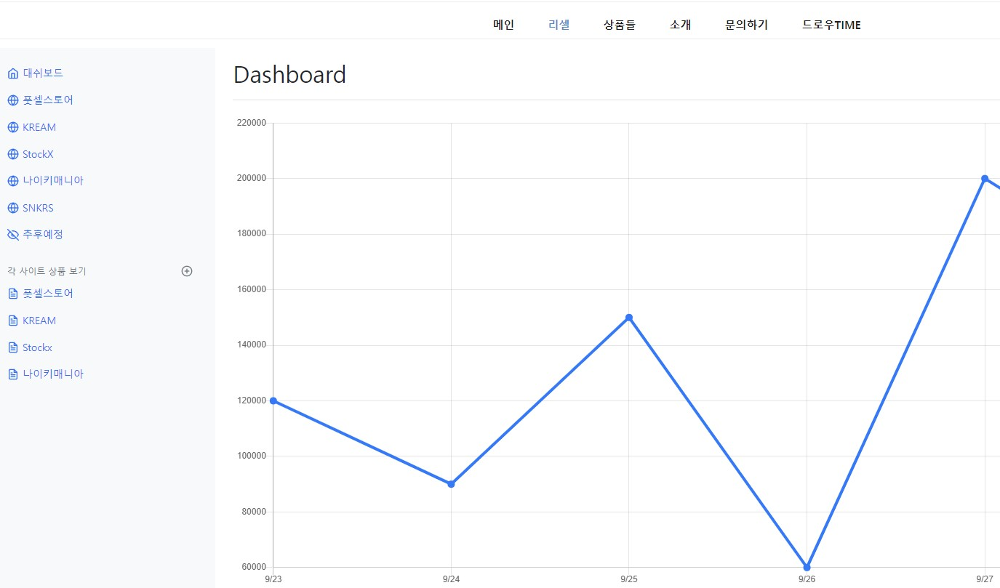 메인 리셀 상품들 소개 문의하기 드로우TIME
대쉬보드
풋셀스토어
KREAM
StockX
나이키매니아
SNKRS
추후예정
각 사이트 상품 보기
풋셀스토어
KREAM
Stockx
나이키매니아
Dashboard
220000
200000
180000
160000
140000
120000
100000
80000
60000
9/23 9/24 9/25 9/26 9/27